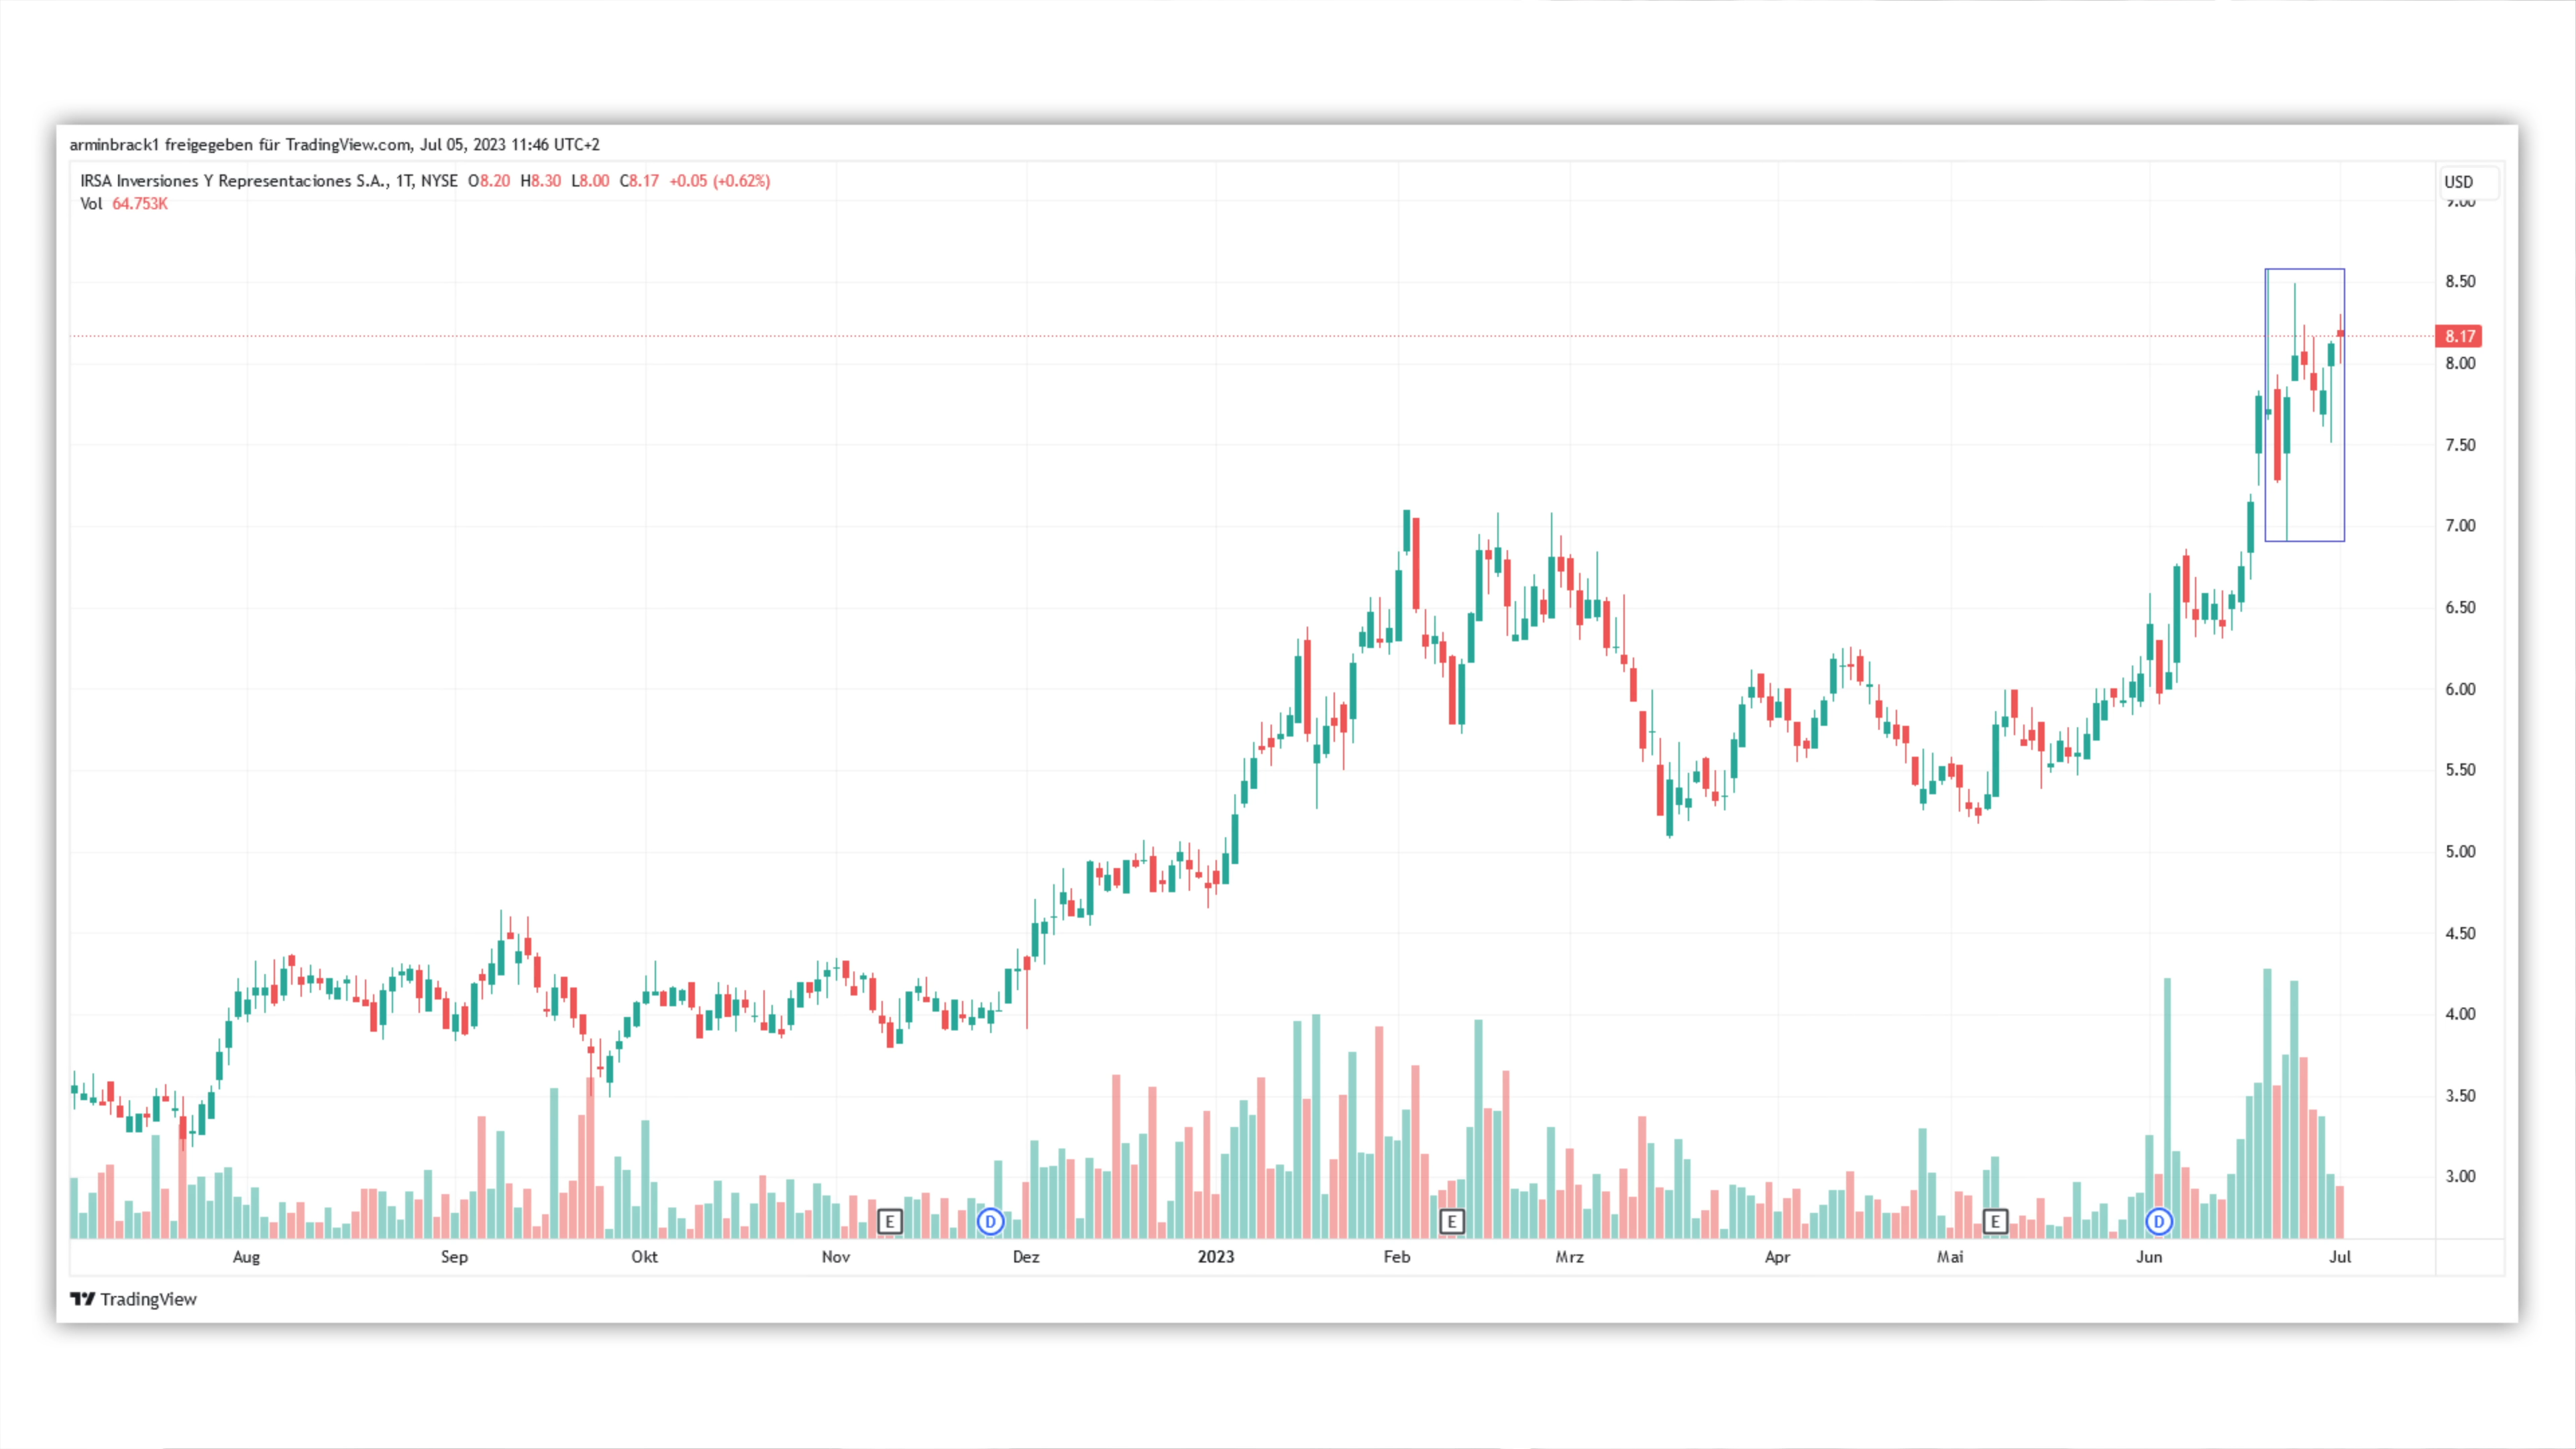 arminbrack1 freigegeben für TradingView.com, Jul 05, 2023 11:46 UTC+2
IRSA Inversiones Y Representaciones S.A., 1T, NYSE O8.20 H8.30 L8.00 C8.17 +0.05 (+0.62%)
Vol 64.753K
USD
9.00
8.50
8.17
8.00
7.50
7.00
6.50
6.00
5.50
5.00
4.50
4.00
3.50
3.00
E D E E D
Aug Sep Okt Nov Dez 2023 Feb Mrz Apr Mai Jun Jul
TradingView